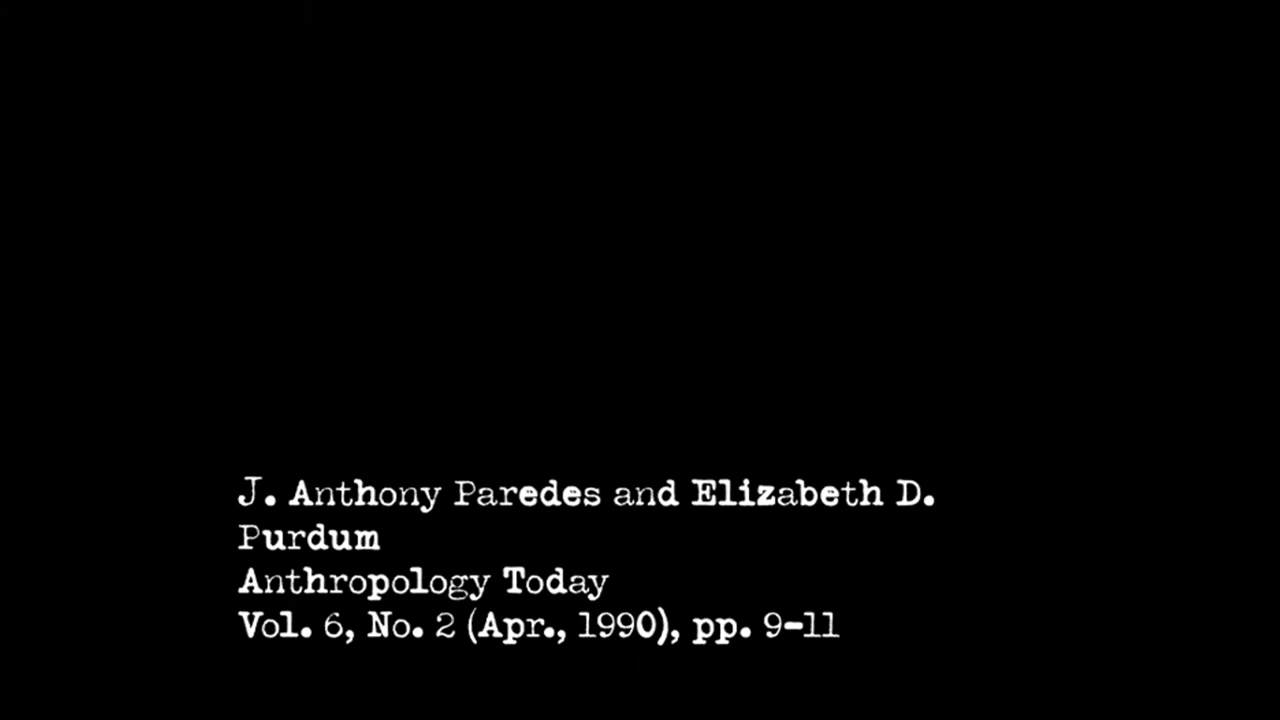 J. Anthony Paredes and Elizabeth D.
Purdum
Anthropology Today
Vol. 6, No. 2 (Apr., 1990), pp. 9-11